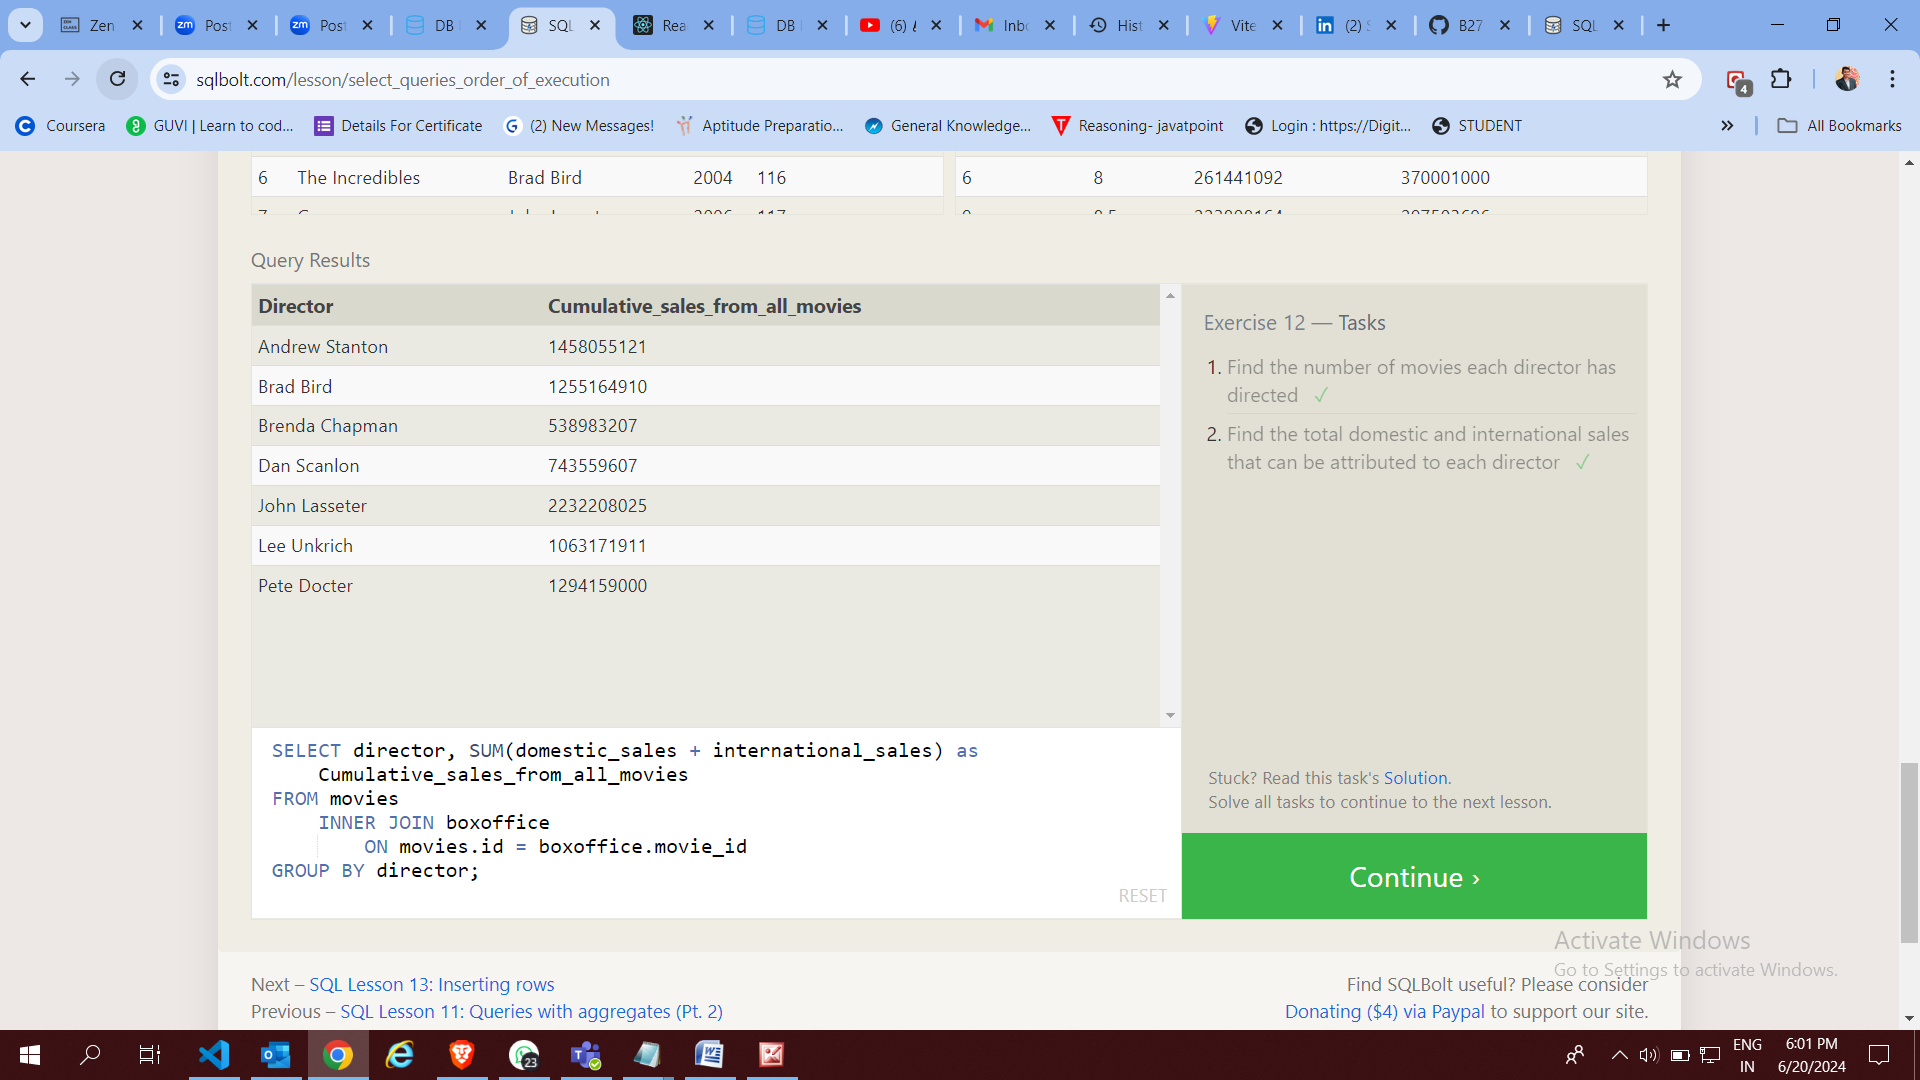 Zen
Post
Post
DB
SQL
Rea
DB
(6)
Inbo
Hist
Vite
(2) S
B27
SQL
sqlbolt.com/lesson/select_queries_order_of_execution
4
Coursera
GUVI | Learn to cod...
Details For Certificate
(2) New Messages!
Aptitude Preparatio...
General Knowledge...
Reasoning- javatpoint
Login : https://Digit...
STUDENT
All Bookmarks
6 The Incredibles Brad Bird 2004 116
6 8 261441092 370001000
Query Results
Director Cumulative_sales_from_all_movies
Andrew Stanton 1458055121
Brad Bird 1255164910
Brenda Chapman 538983207
Dan Scanlon 743559607
John Lasseter 2232208025
Lee Unkrich 1063171911
Pete Docter 1294159000
Exercise 12 — Tasks
1. Find the number of movies each director has
directed ✓
2. Find the total domestic and international sales
that can be attributed to each director ✓
SELECT director, SUM(domestic_sales + international_sales) as
Cumulative_sales_from_all_movies
FROM movies
INNER JOIN boxoffice
ON movies.id = boxoffice.movie_id
GROUP BY director;
RESET
Stuck? Read this task's Solution.
Solve all tasks to continue to the next lesson.
Continue ›
Activate Windows
Go to Settings to activate Windows.
Next – SQL Lesson 13: Inserting rows
Previous – SQL Lesson 11: Queries with aggregates (Pt. 2)
Find SQLBolt useful? Please consider
Donating ($4) via Paypal to support our site.
23
ENG
IN
6:01 PM
6/20/2024